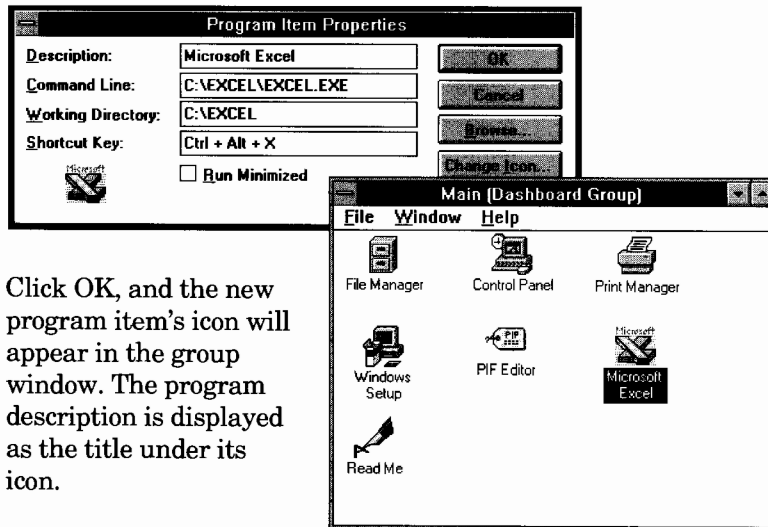 Program Item Properties
Description: Microsoft Excel
Command Line: C:\EXCEL\EXCEL.EXE
Working Directory: C:\EXCEL
Shortcut Key: Ctrl + Alt + X
Microsoft
Run Minimized
OK
Cancel
Browse...
Change Icon...
Main (Dashboard Group)
File Window Help
File Manager
Control Panel
Print Manager
Windows
Setup
PIF
PIF Editor
Microsoft
Microsoft
Excel
Read Me
Click OK, and the new
program item's icon will
appear in the group
window. The program
description is displayed
as the title under its
icon.